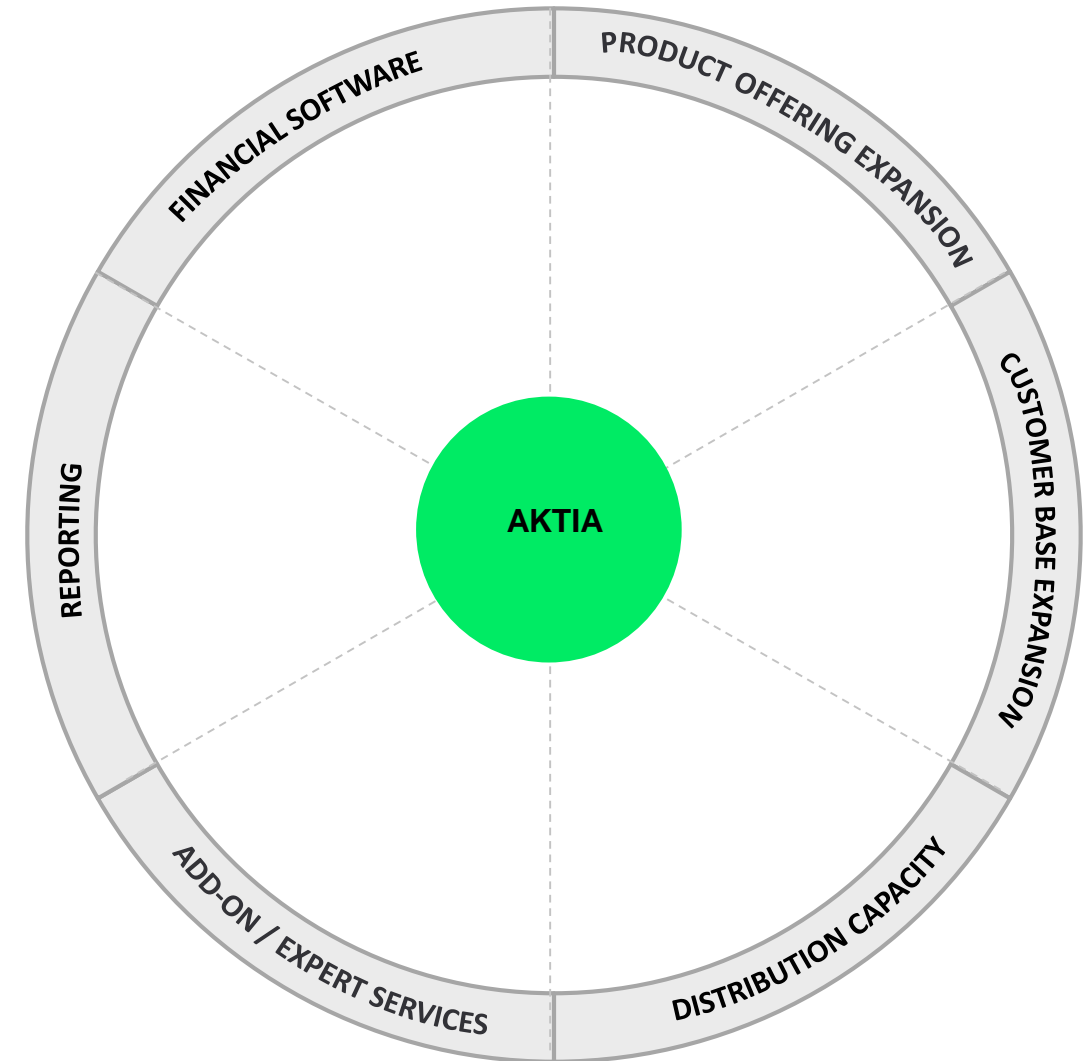 FINANCIAL SOFTWARE
PRODUCT OFFERING EXPANSION
CUSTOMER BASE EXPANSION
AKTIA
REPORTING
DISTRIBUTION CAPACITY
ADD-ON / EXPERT SERVICES